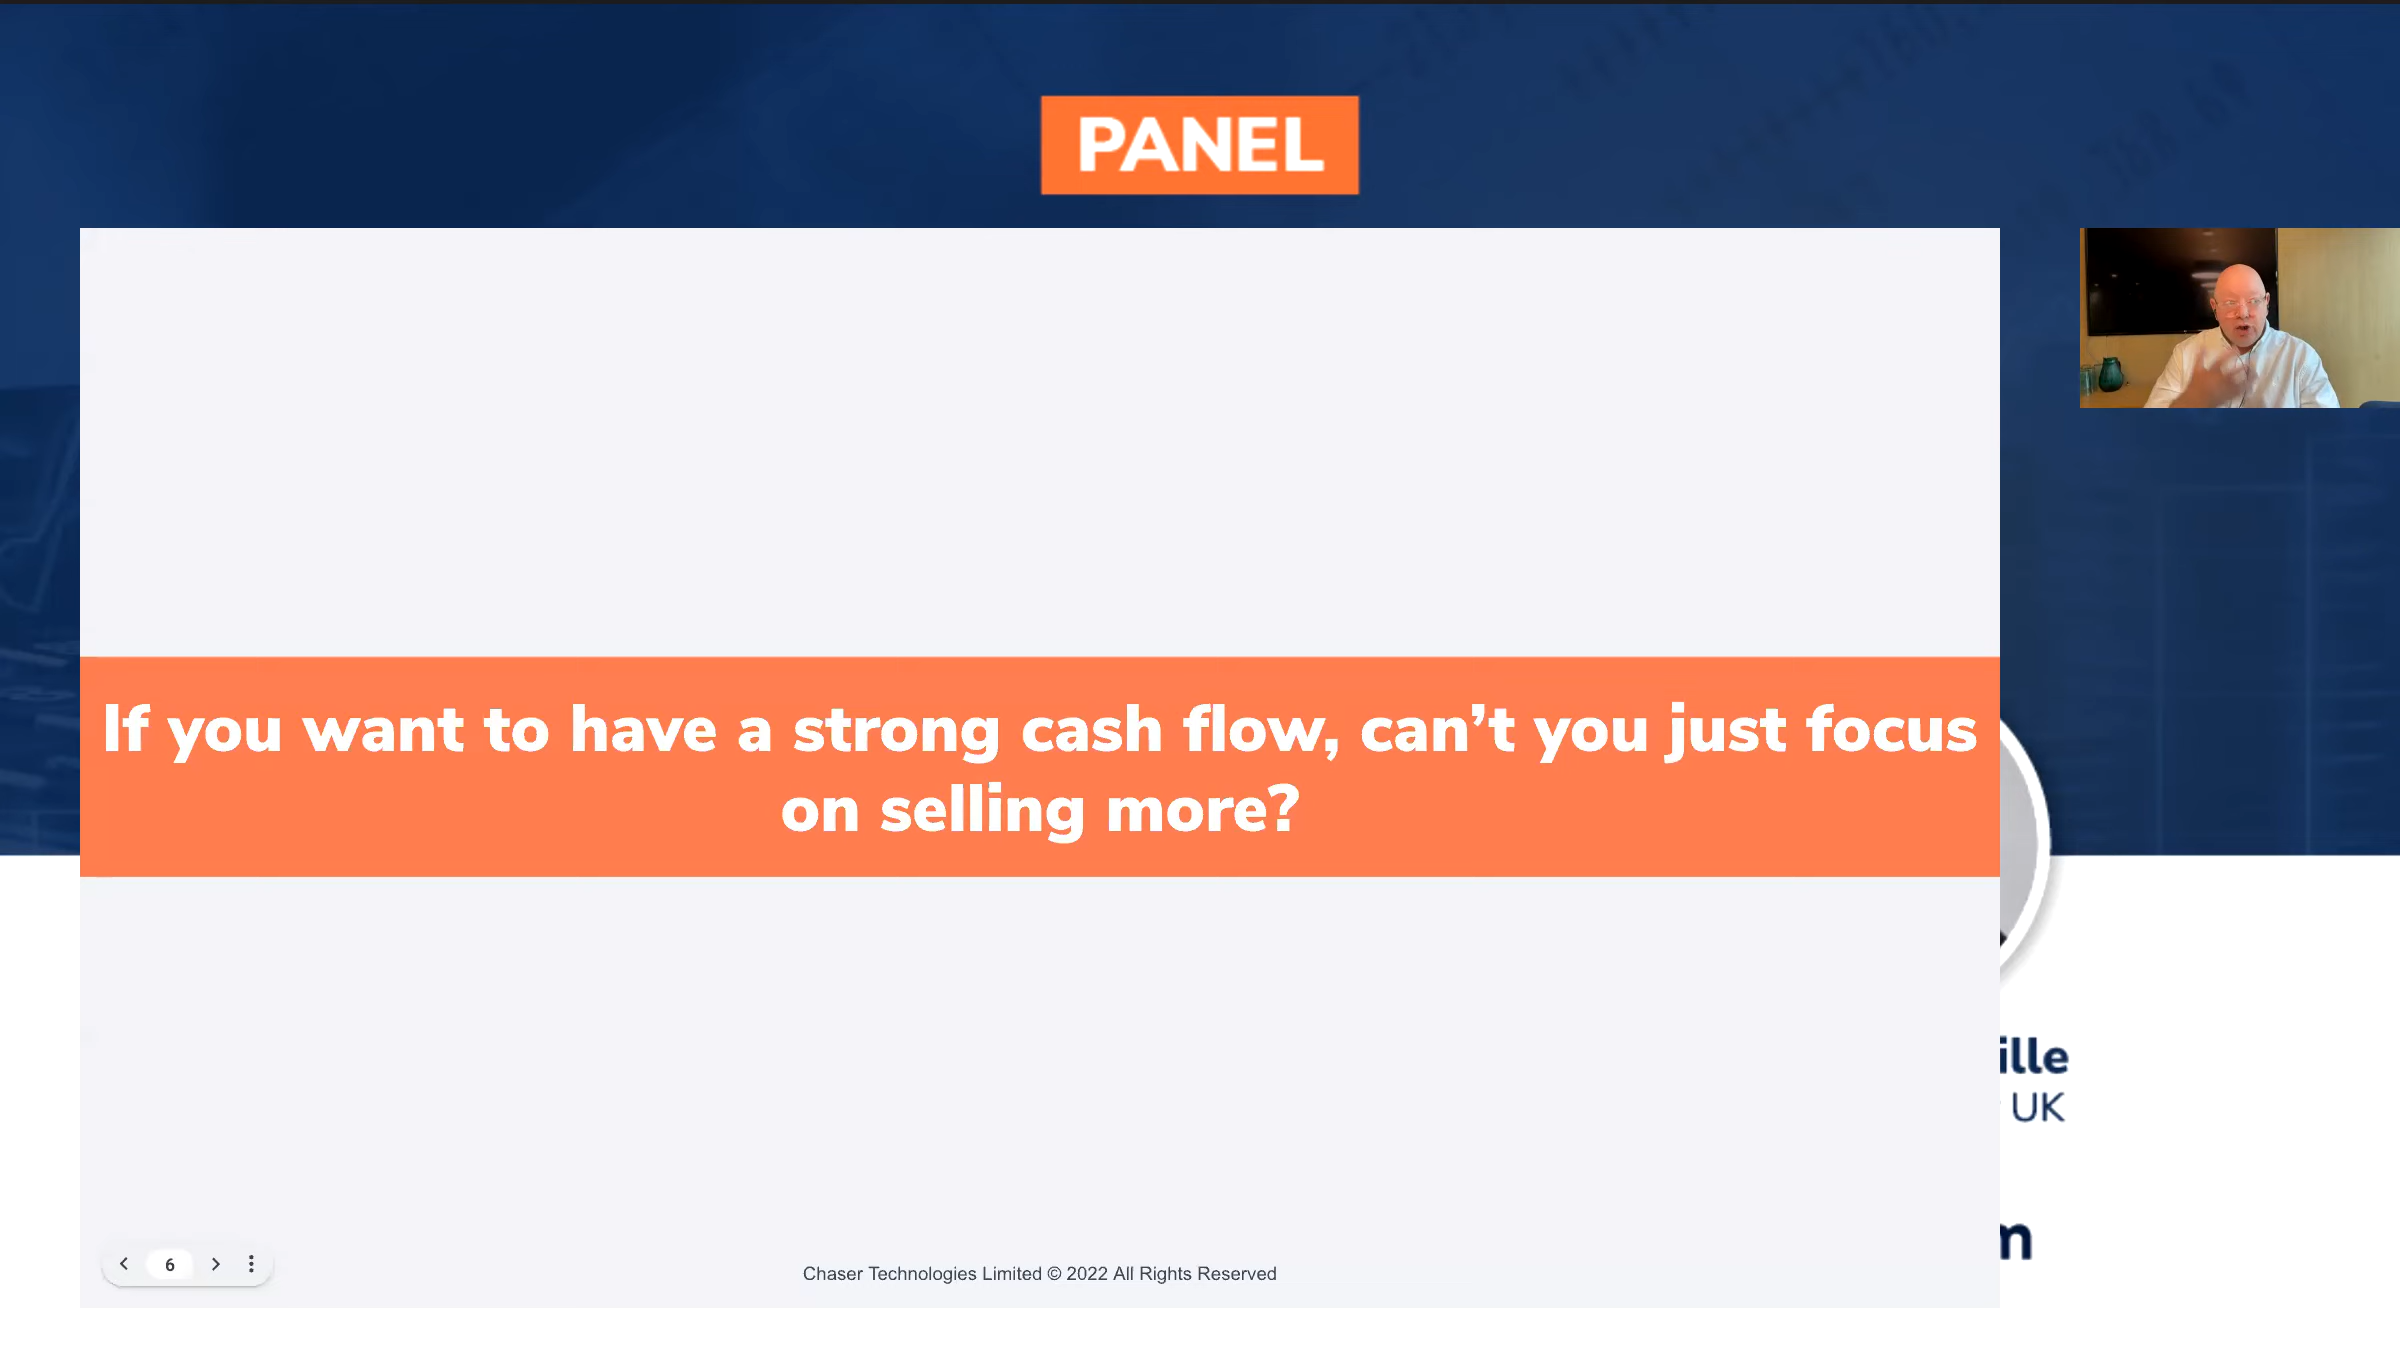 PANEL
If you want to have a strong cash flow, can’t you just focus
on selling more?
ille
UK
m
6
Chaser Technologies Limited © 2022 All Rights Reserved